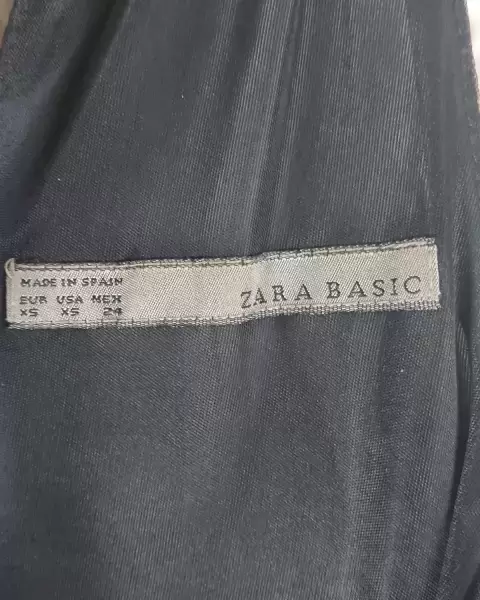 MADE IN SPAIN
EUR USA MEX
XS XS 24
ZARA BASIC